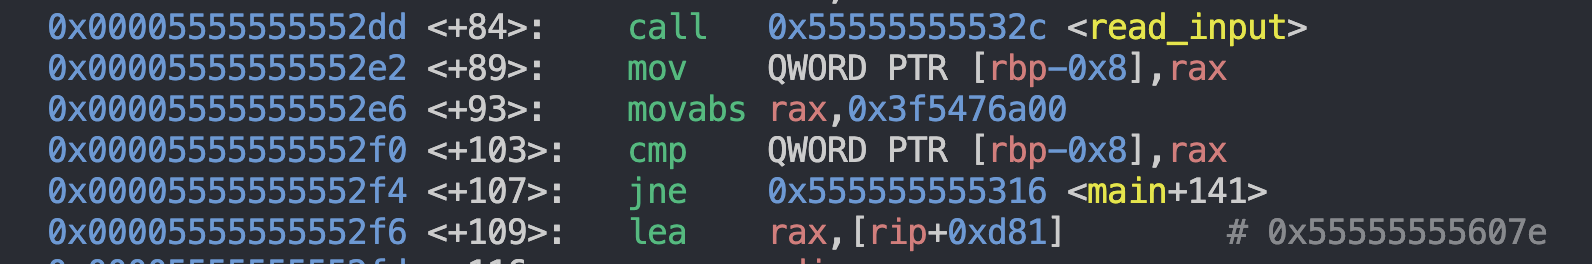 0x00005555555552dd <+84>: call 0x55555555532c <read_input>
0x00005555555552e2 <+89>: mov QWORD PTR [rbp-0x8],rax
0x00005555555552e6 <+93>: movabs rax,0x3f5476a00
0x00005555555552f0 <+103>: cmp QWORD PTR [rbp-0x8],rax
0x00005555555552f4 <+107>: jne 0x555555555316 <main+141>
0x00005555555552f6 <+109>: lea rax,[rip+0xd81] # 0x55555555607e